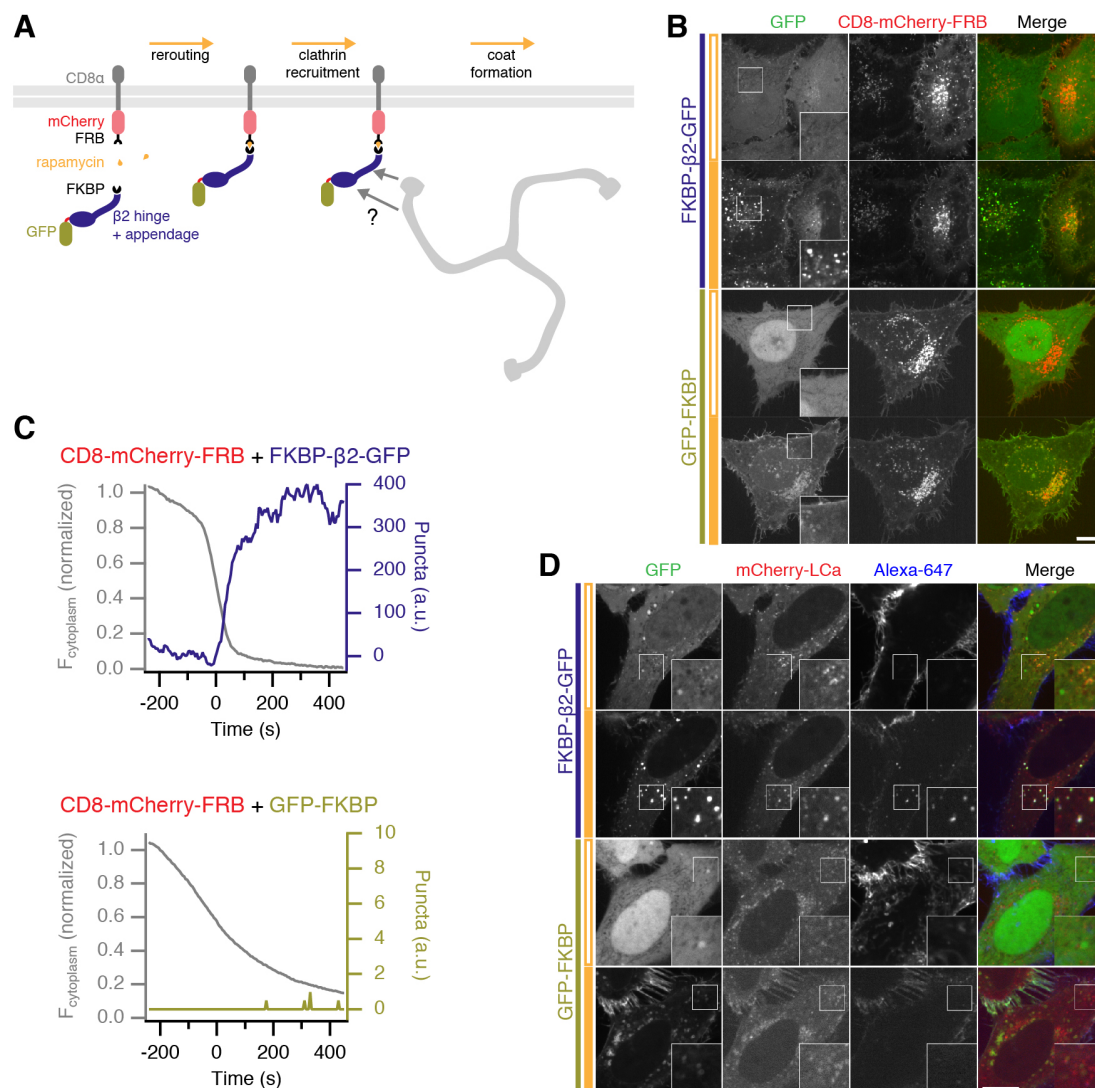 A
rerouting
clathrin
recruitment
coat
formation
CD8α
mCherry
FRB
rapamycin
FKBP
GFP
β2 hinge
+ appendage
?
B
GFP
CD8-mCherry-FRB
Merge
FKBP-β2-GFP
GFP-FKBP
C
CD8-mCherry-FRB + FKBP-β2-GFP
Fcytoplasm (normalized)
1.0
0.8
0.6
0.4
0.2
0.0
400
300
200
100
0
Puncta (a.u.)
-200
0
200
400
Time (s)
CD8-mCherry-FRB + GFP-FKBP
Fcytoplasm (normalized)
1.0
0.8
0.6
0.4
0.2
0.0
10
8
6
4
2
0
Puncta (a.u.)
-200
0
200
400
Time (s)
D
GFP
mCherry-LCa
Alexa-647
Merge
FKBP-β2-GFP
GFP-FKBP